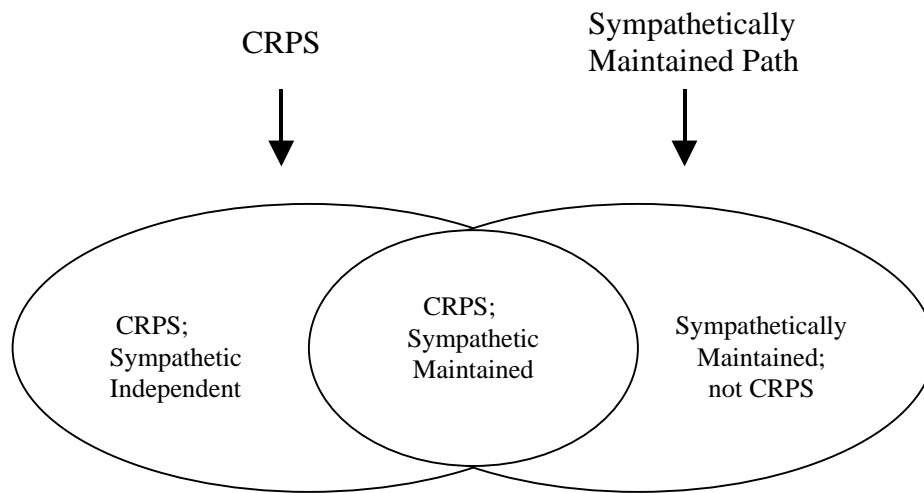 CRPS
Sympathetically
Maintained Path
CRPS;
Sympathetic
Independent
CRPS;
Sympathetic
Maintained
Sympathetically
Maintained;
not CRPS